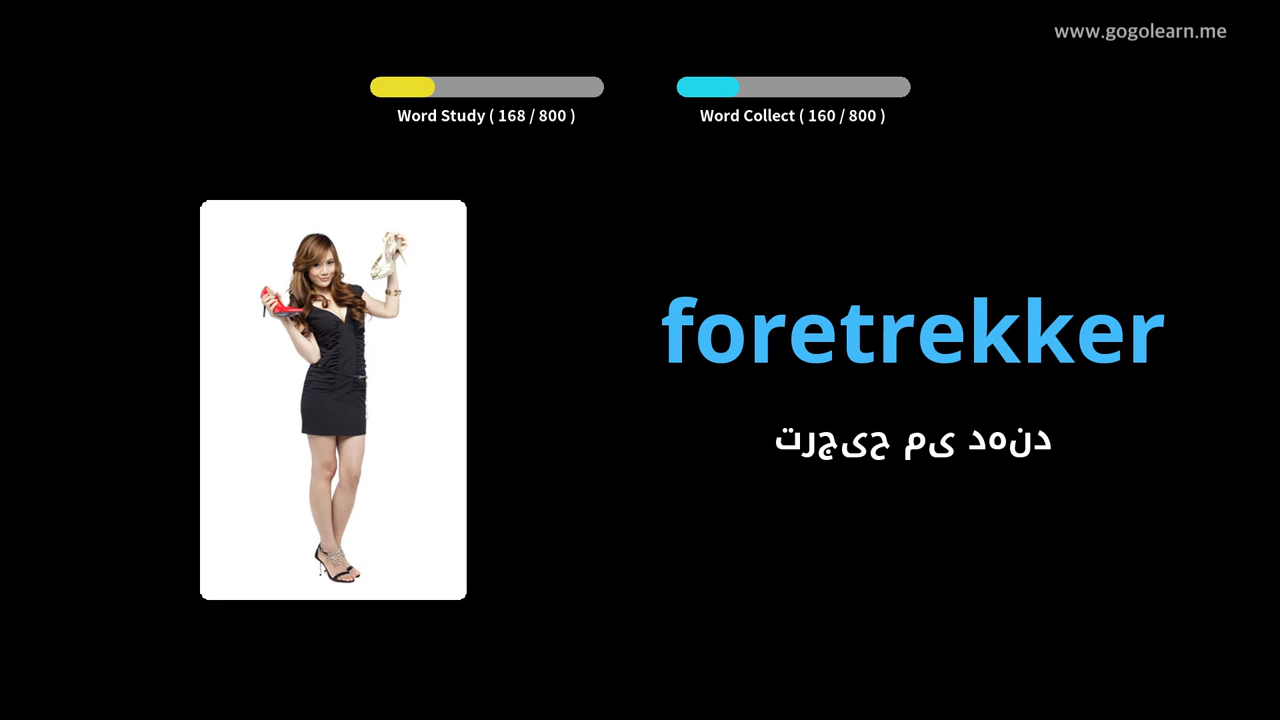 www.gogolearn.me
Word Study ( 168 / 800 )
Word Collect ( 160 / 800 )
foretrekker
ترجیح می دهند